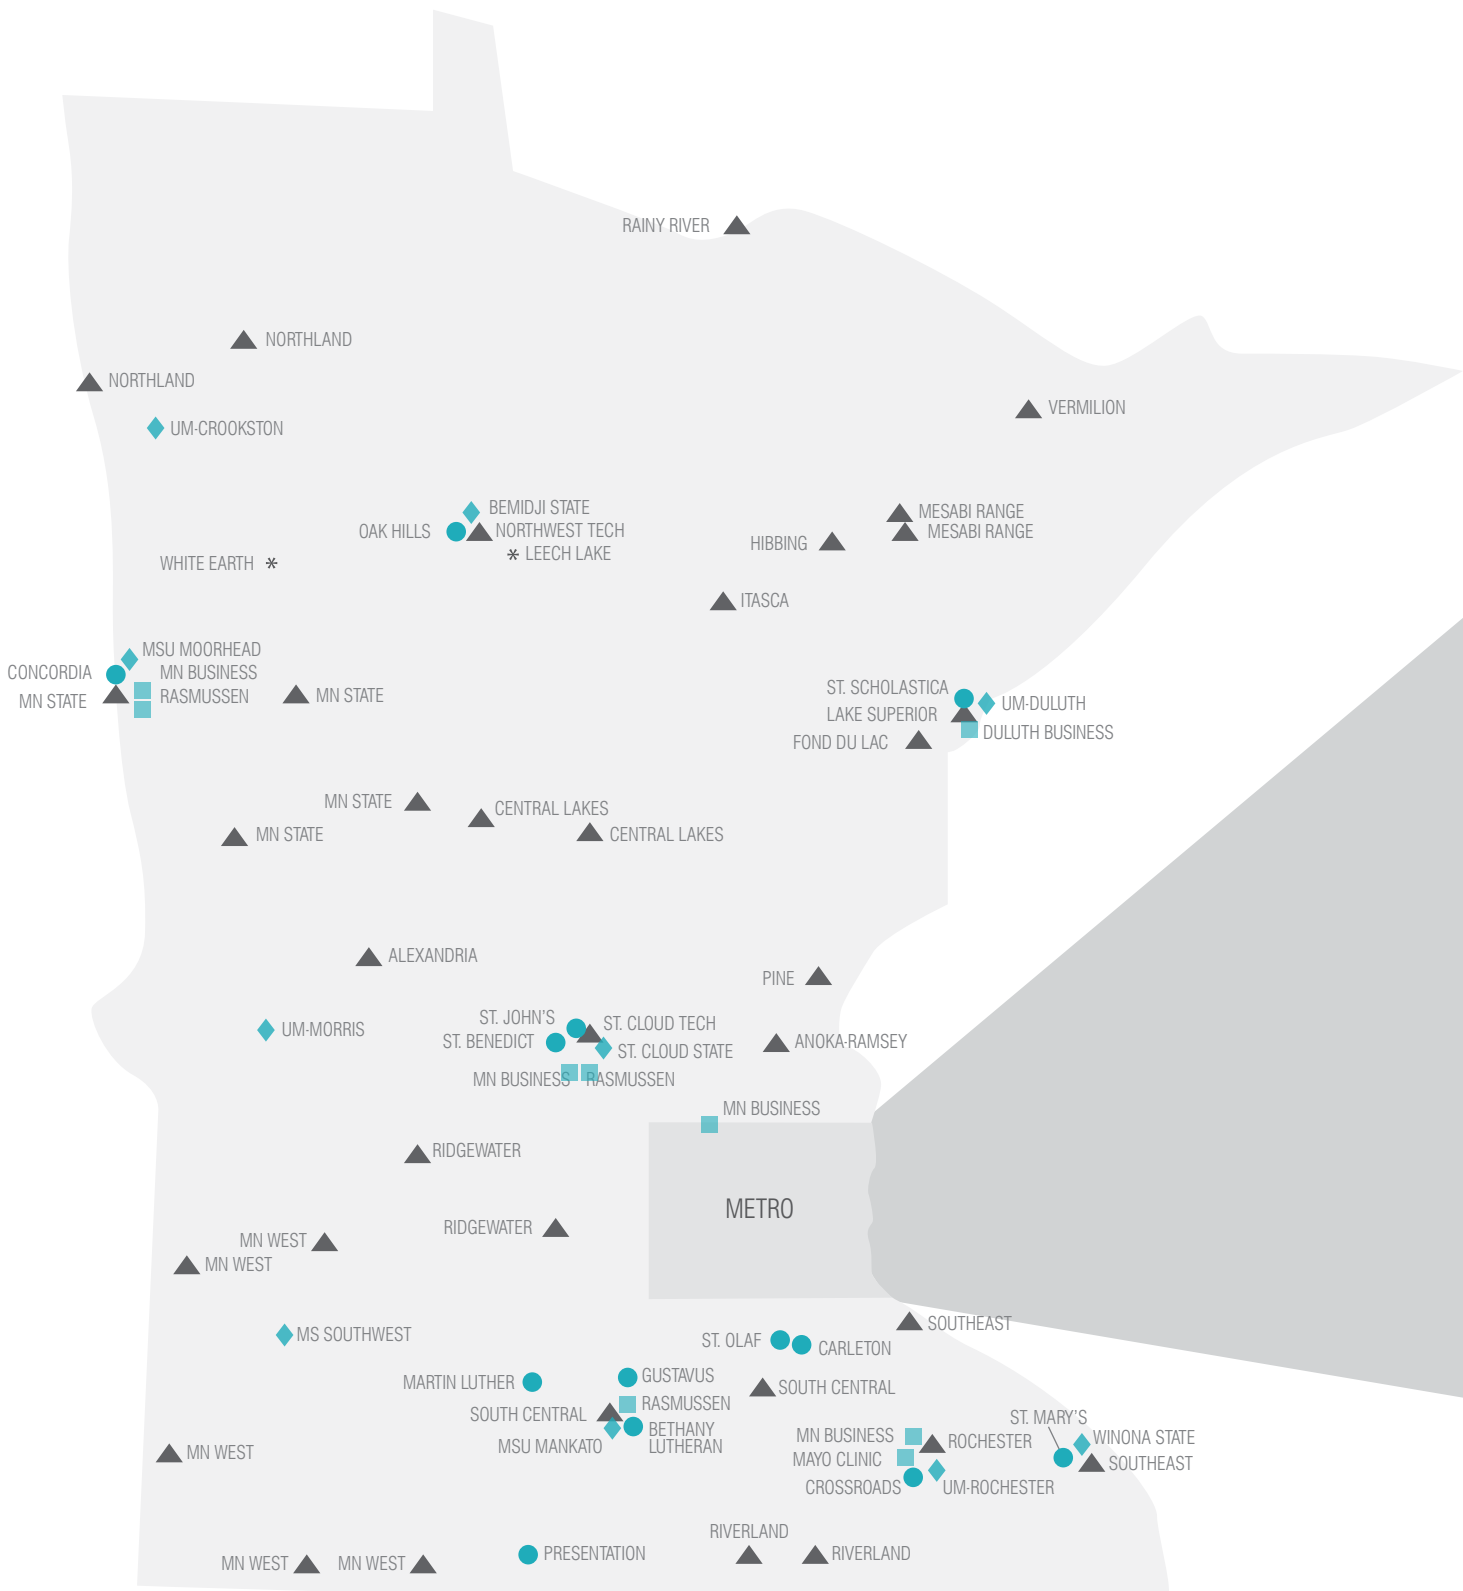 RAINY RIVER
NORTHLAND
NORTHLAND
VERMILION
UM-CROOKSTON
BEMIDJI STATE
OAK HILLS
NORTHWEST TECH
* LEECH LAKE
MESABI RANGE
MESABI RANGE
HIBBING
WHITE EARTH *
ITASCA
MSU MOORHEAD
CONCORDIA
MN BUSINESS
MN STATE
RASMUSSEN
MN STATE
ST. SCHOLASTICA
UM-DULUTH
LAKE SUPERIOR
DULUTH BUSINESS
FOND DU LAC
MN STATE
CENTRAL LAKES
MN STATE
CENTRAL LAKES
ALEXANDRIA
PINE
ST. JOHN'S
UM-MORRIS
ST. CLOUD TECH
ST. BENEDICT
ANOKA-RAMSEY
ST. CLOUD STATE
MN BUSINESS
RASMUSSEN
MN BUSINESS
RIDGEWATER
METRO
RIDGEWATER
MN WEST
MN WEST
SOUTHEAST
MS SOUTHWEST
ST. OLAF
CARLETON
GUSTAVUS
MARTIN LUTHER
SOUTH CENTRAL
RASMUSSEN
SOUTH CENTRAL
BETHANY
LUTHERAN
MSU MANKATO
ST. MARY'S
MN BUSINESS
ROCHESTER
WINONA STATE
MN WEST
MAYO CLINIC
SOUTHEAST
CROSSROADS
UM-ROCHESTER
RIVERLAND
PRESENTATION
RIVERLAND
MN WEST
MN WEST